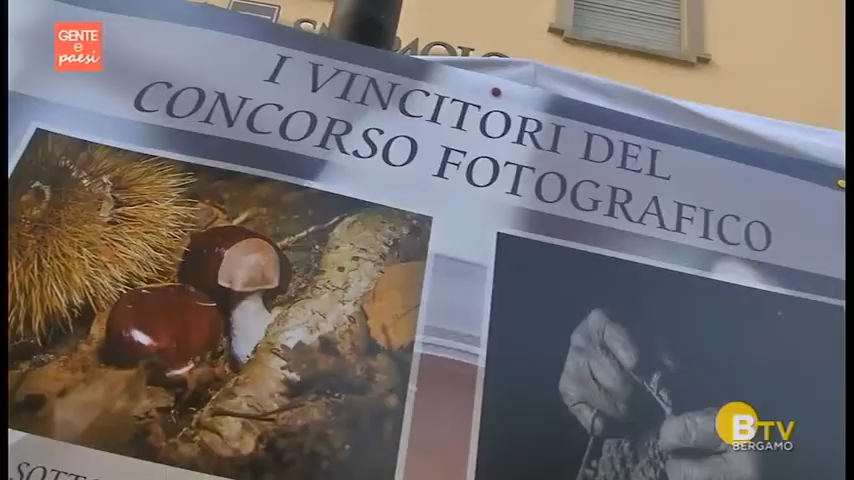 GENTE
e
paesi
I VINCITORI DEL
CONCORSO FOTOGRAFICO
BTV
BERGAMO